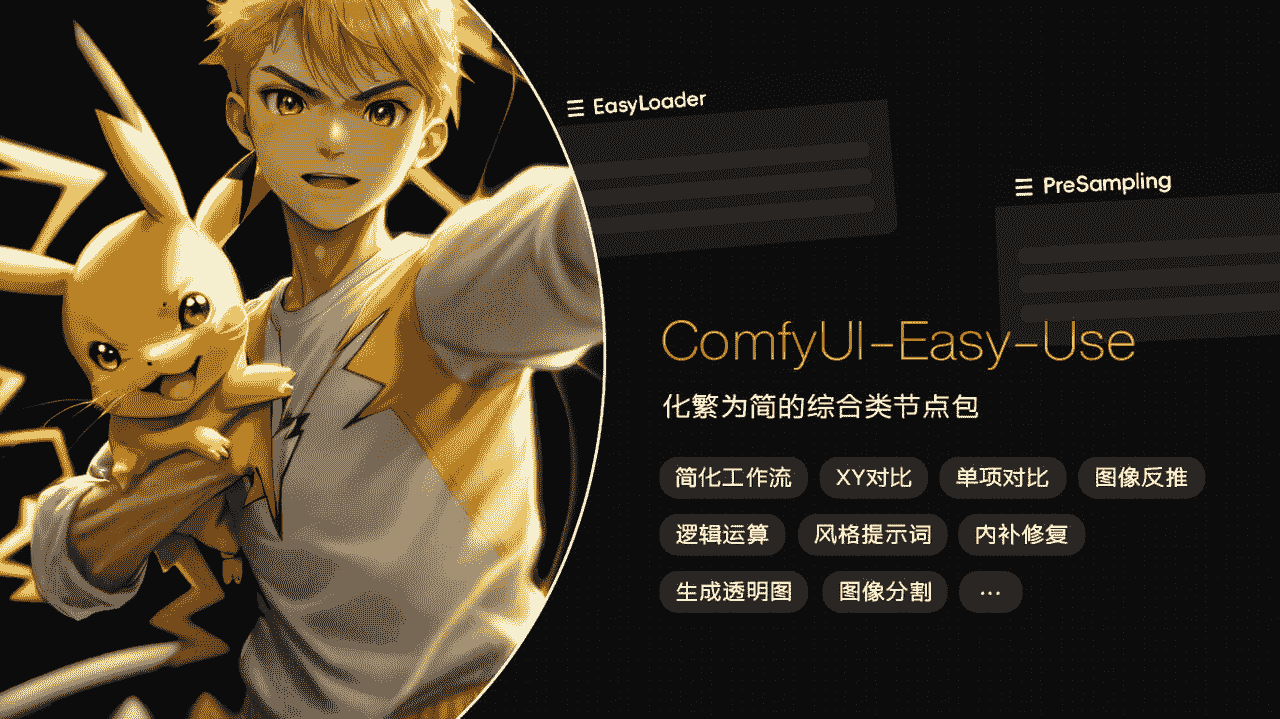 EasyLoader
PreSampling
ComfyUI-Easy-Use
化繁为简的综合类节点包
简化工作流 XY对比 单项对比 图像反推
逻辑运算 风格提示词 内补修复
生成透明图 图像分割 ...